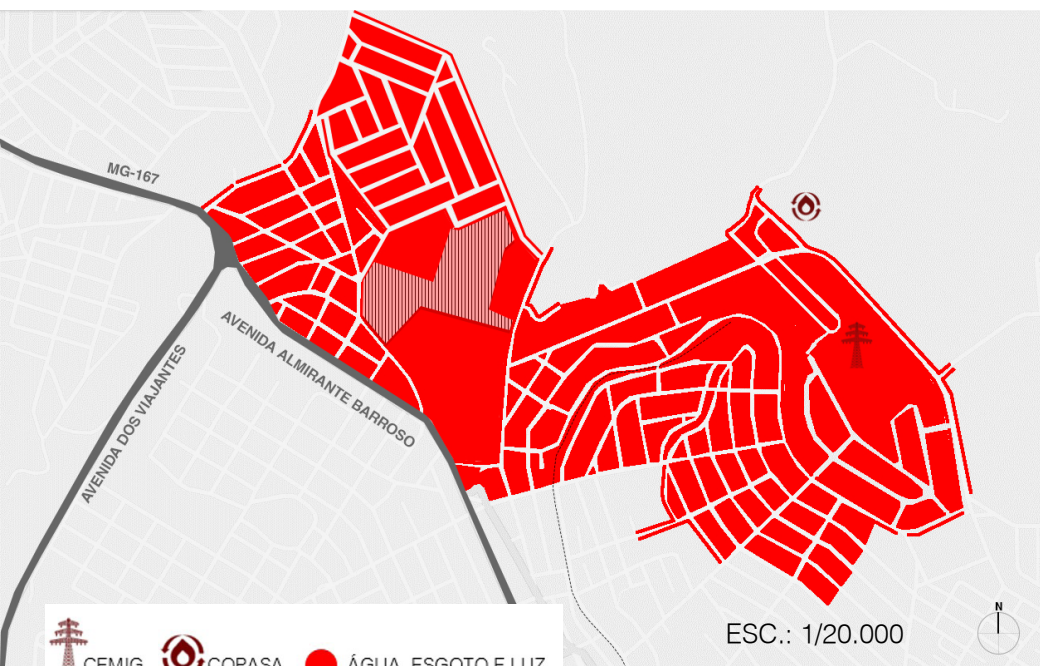 MG-167
AVENIDA ALMIRANTE BARROSO
AVENIDA DOS VIAJANTES
N
ESC.: 1/20.000
CEMIG COPASA ÁGUA, ESGOTO E LUZ